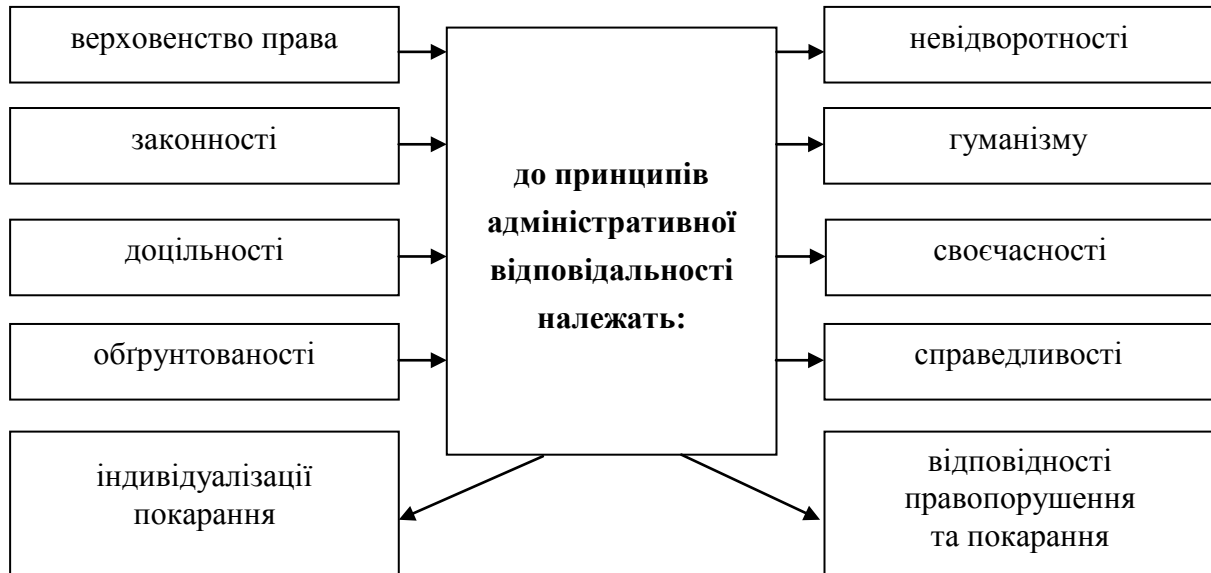 верховенство права
законності
доцільності
обґрунтованості
індивідуалізації
покарання
до принципів
адміністративної
відповідальності
належать:
невідворотності
гуманізму
своєчасності
справедливості
відповідності
правопорушення
та покарання